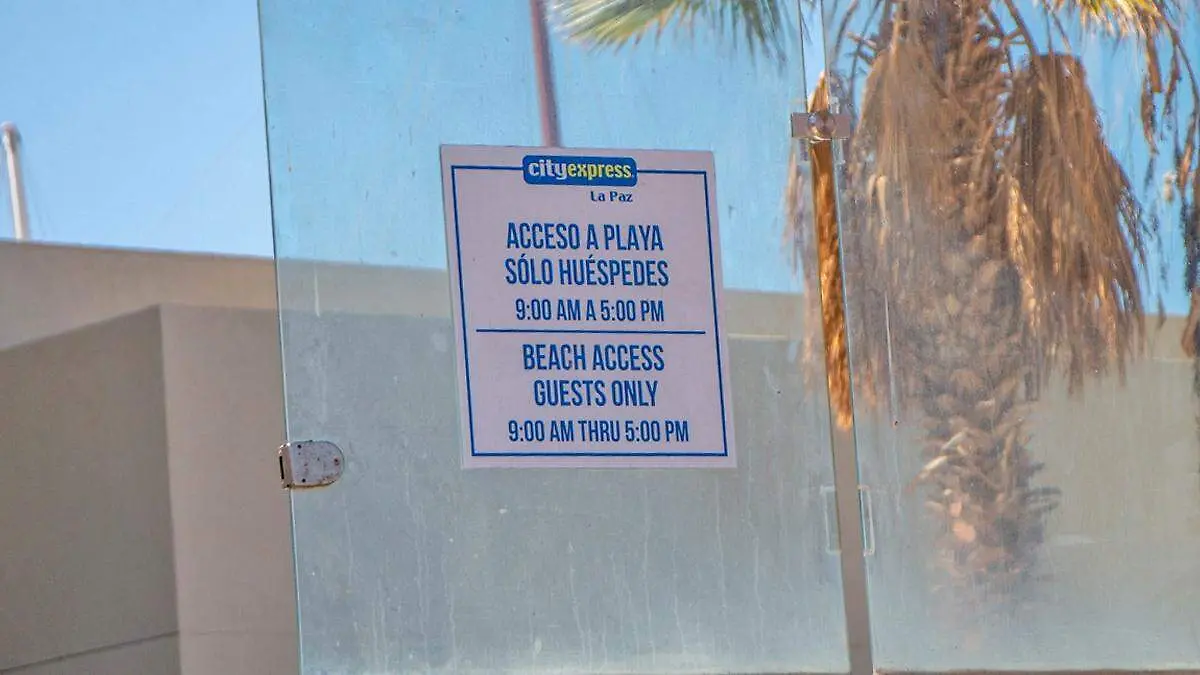 cityexpress
La Paz
ACCESO A PLAYA
SÓLO HUÉSPEDES
9:00 AM A 5:00 PM
BEACH ACCESS
GUESTS ONLY
9:00 AM THRU 5:00 PM